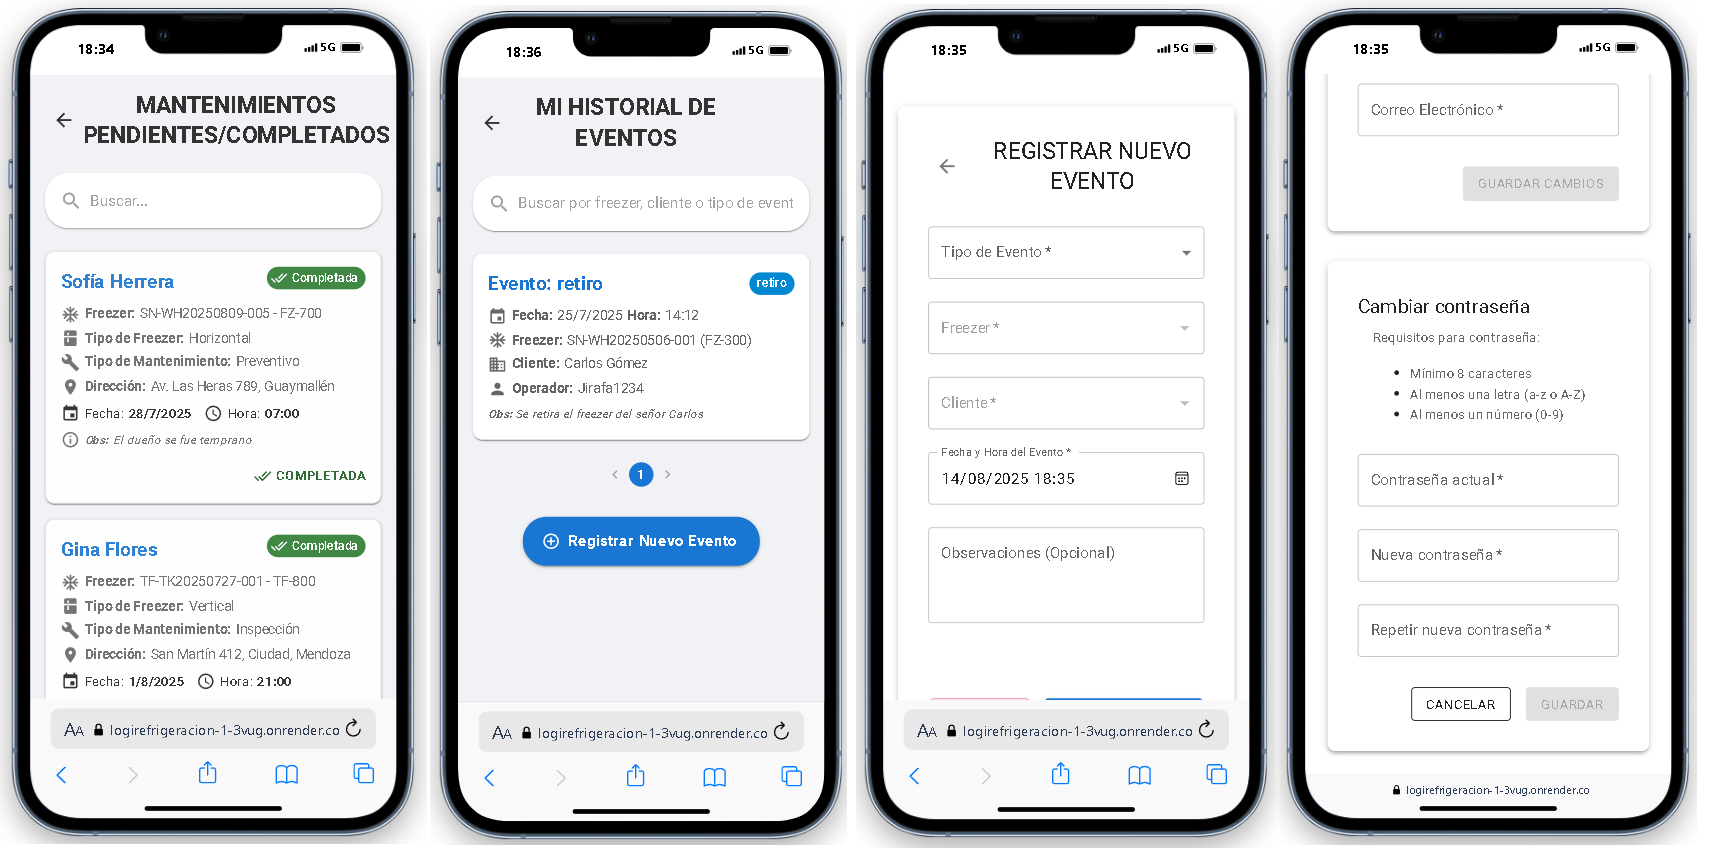 18:34
5G
MANTENIMIENTOS
PENDIENTES/COMPLETADOS
Buscar...
Sofía Herrera
Completada
Freezer: SN-WH20250809-005 - FZ-700
Tipo de Freezer: Horizontal
Tipo de Mantenimiento: Preventivo
Dirección: Av. Las Heras 789, Guaymallén
Fecha: 28/7/2025 Hora: 07:00
Obs: El dueño se fue temprano
COMPLETADA
Gina Flores
Completada
Freezer: TF-TK20250727-001 - TF-800
Tipo de Freezer: Vertical
Tipo de Mantenimiento: Inspección
Dirección: San Martín 412, Ciudad, Mendoza
Fecha: 1/8/2025 Hora: 21:00
AA logirefrigeracion-1-3vug.onrender.co
18:36
5G
MI HISTORIAL DE
EVENTOS
Buscar por freezer, cliente o tipo de event
Evento: retiro
retiro
Fecha: 25/7/2025 Hora: 14:12
Freezer: SN-WH20250506-001 (FZ-300)
Cliente: Carlos Gómez
Operador: Jirafa1234
Obs: Se retira el freezer del señor Carlos
1
Registrar Nuevo Evento
AA logirefrigeracion-1-3vug.onrender.co
18:35
5G
REGISTRAR NUEVO
EVENTO
Tipo de Evento *
Freezer *
Cliente *
Fecha y Hora del Evento *
14/08/2025 18:35
Observaciones (Opcional)
AA logirefrigeracion-1-3vug.onrender.co
18:35
5G
Correo Electrónico *
GUARDAR CAMBIOS
Cambiar contraseña
Requisitos para contraseña:
• Mínimo 8 caracteres
• Al menos una letra (a-z o A-Z)
• Al menos un número (0-9)
Contraseña actual *
Nueva contraseña *
Repetir nueva contraseña *
CANCELAR
GUARDAR
logirefrigeracion-1-3vug.onrender.co